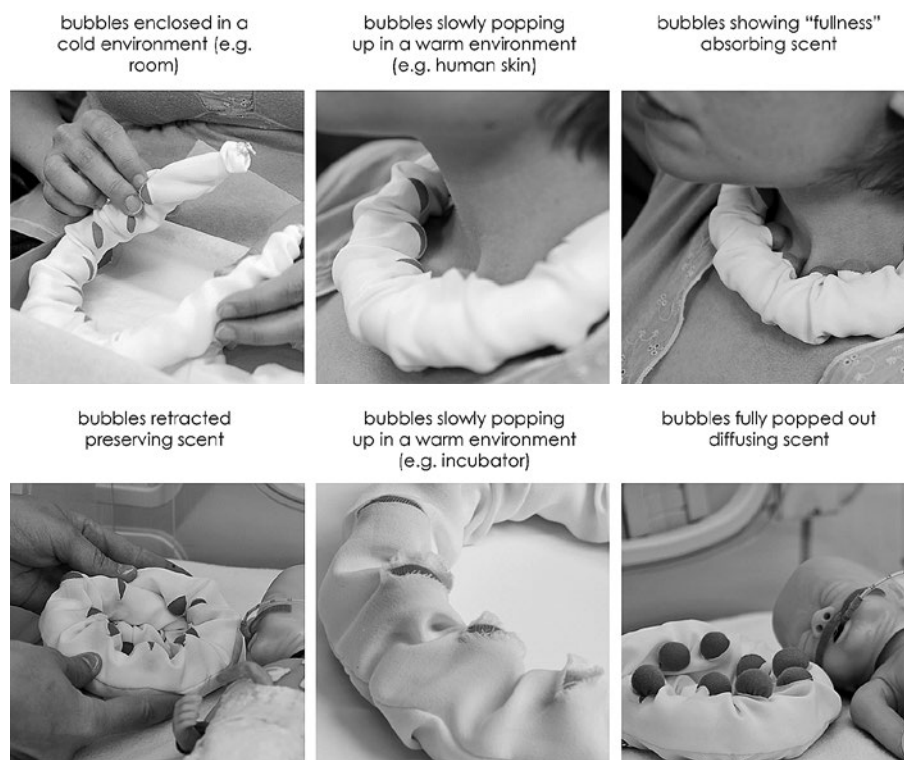 bubbles enclosed in a
cold environment (e.g.
room)
bubbles slowly popping
up in a warm environment
(e.g. human skin)
bubbles showing “fullness”
absorbing scent
bubbles retracted
preserving scent
bubbles slowly popping
up in a warm environment
(e.g. incubator)
bubbles fully popped out
diffusing scent